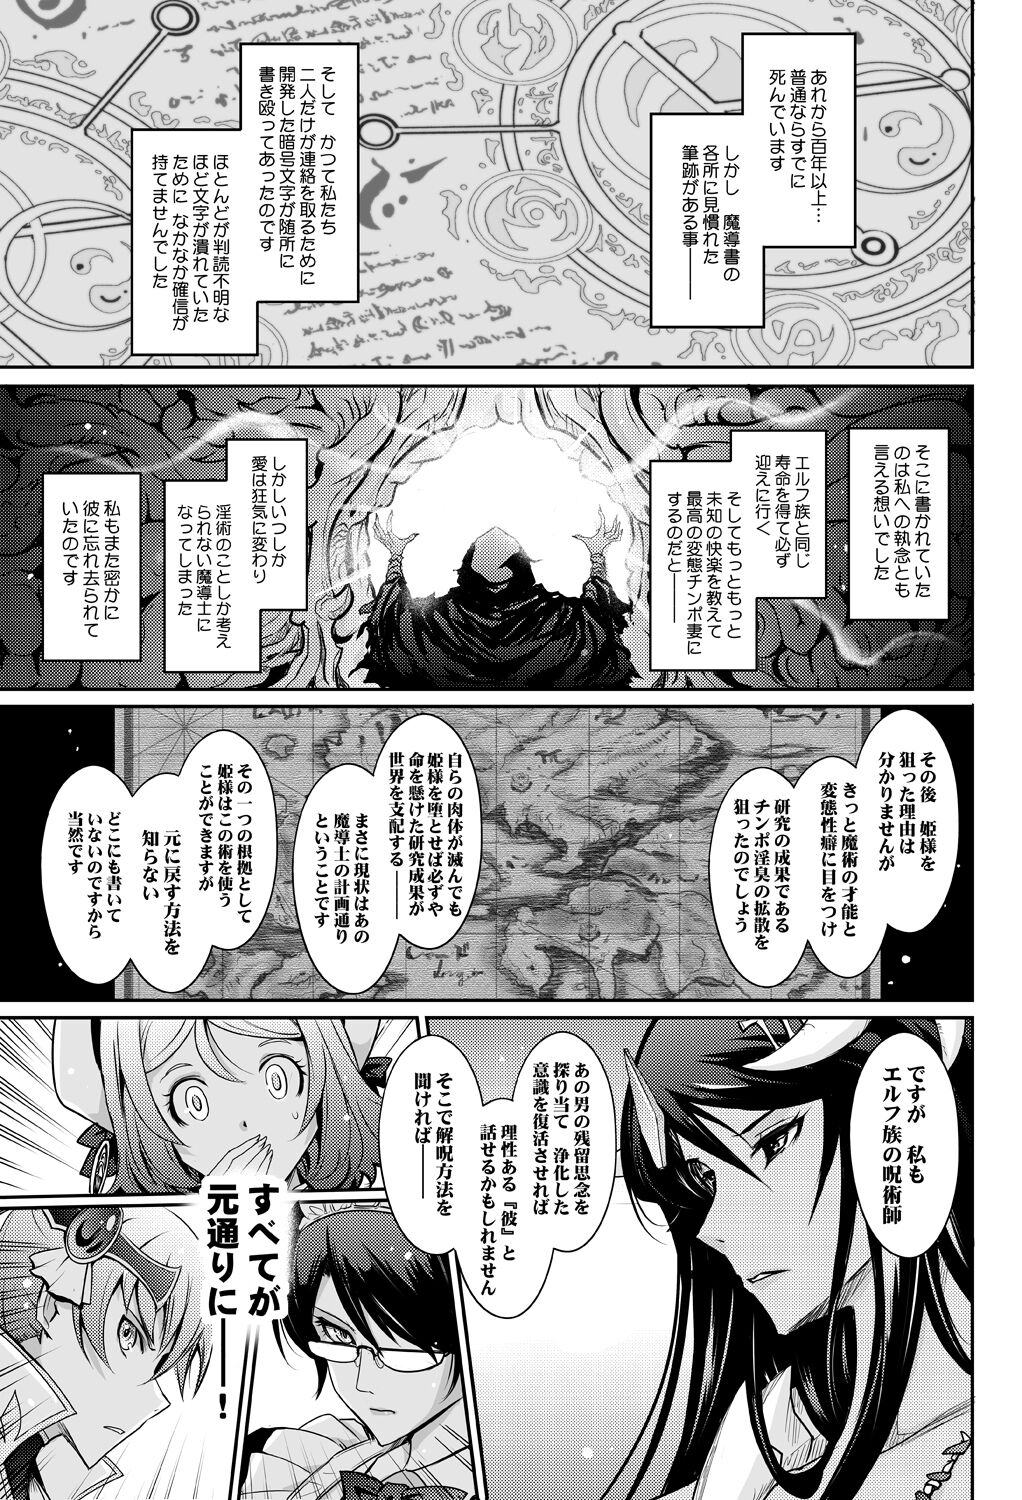 あれから百年以上…
普通ならすでに
死んでいます
しかし 魔導書の
各所に見慣れた
筆跡がある事――
そして かつて私たち
二人だけが連絡を取るために
開発した暗号文字が随所に
書き殴ってあったのです
ほとんどが判読不明な
ほど文字が潰れていた
ために なかなか確信が
持てませんでした
そこに書かれていた
のは私への執念とも
言える想いでした
エルフ族と同じ
寿命を得て必ず
迎えに行く
そしてもっともっと
未知の快楽を教えて
最高の変態チンポ妻に
するのだと――
しかしいつしか
愛は狂気に変わり
淫術のことしか考え
られない魔導士に
なってしまった
私もまた密かに
彼に忘れ去られて
いたのです
その後 姫様を
狙った理由は
分かりませんが
きっと魔術の才能と
変態性癖に目をつけ
研究の成果である
チンポ淫臭の拡散を
狙ったのでしょう
自らの肉体が滅んでも
姫様を堕とせば必ずや
命を懸けた研究成果が
世界を支配する――
まさに現状はあの
魔導士の計画通り
ということです
その一つの根拠として
姫様はこの術を使う
ことができますが
元に戻す方法を
知らない
どこにも書いて
いないのですから
当然です
ですが 私も
エルフ族の呪術師
あの男の残留思念を
探り当て 浄化した
意識を復活させれば
理性ある『彼』と
話せるかもしれません
そこで解呪方法を
聞ければ――
すべてが
元通りに――！